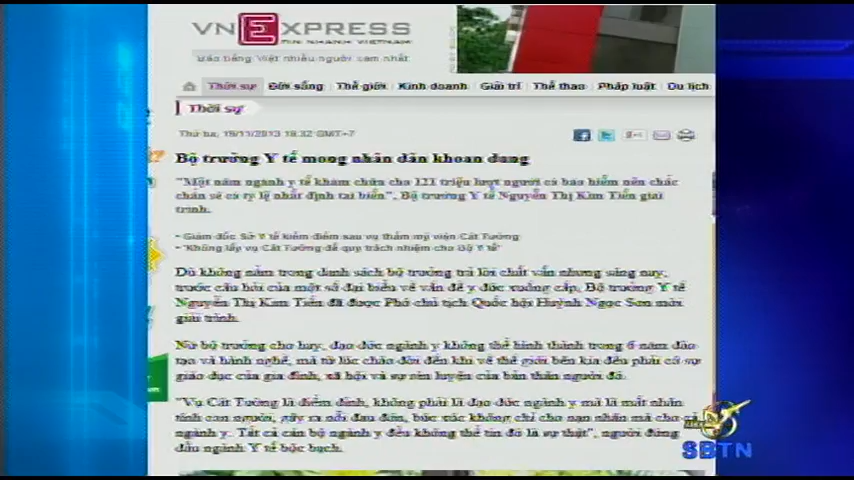 VNEXPRESS
TIN NHANH VIETNAM
Báo tiếng Việt nhiều người xem nhất
Thời sự Đời sống Thế giới Kinh doanh Giải trí Thể thao Pháp luật Du lịch
Thời sự
Thứ ba, 19/11/2013 18:32 GMT+7
Bộ trưởng Y tế mong nhân dân khoan dung
"Một năm ngành y tế khám chữa cho 121 triệu lượt người có bảo hiểm nên chắc
chắn sẽ có tỷ lệ nhất định tai biến", Bộ trưởng Y tế Nguyễn Thị Kim Tiến giải
trình.
• Giám đốc Sở Y tế kiểm điểm sau vụ thẩm mỹ viện Cát Tường
• 'Không lấy vụ Cát Tường để quy trách nhiệm cho Bộ Y tế'
Dù không nằm trong danh sách bộ trưởng trả lời chất vấn nhưng sáng nay,
trước câu hỏi của một số đại biểu về vấn đề y đức xuống cấp, Bộ trưởng Y tế
Nguyễn Thị Kim Tiến đã được Phó chủ tịch Quốc hội Huỳnh Ngọc Sơn mời
giải trình.
Nữ bộ trưởng cho hay, đạo đức ngành y không thể hình thành trong 6 năm đào
tạo và hành nghề, mà từ lúc chào đời đến khi về thế giới bên kia đều phải có sự
giáo dục của gia đình, xã hội và sự rèn luyện của bản thân người đó.
"Vụ Cát Tường là điểm đỉnh, không phải là đạo đức ngành y mà là mất nhân
tính con người, gây ra nỗi đau đớn, bức xúc không chỉ cho nạn nhân mà cho cả
ngành y. Tất cả cán bộ ngành y đều không thể tin đó là sự thật", người đứng
đầu ngành Y tế bộc bạch.
SBTN